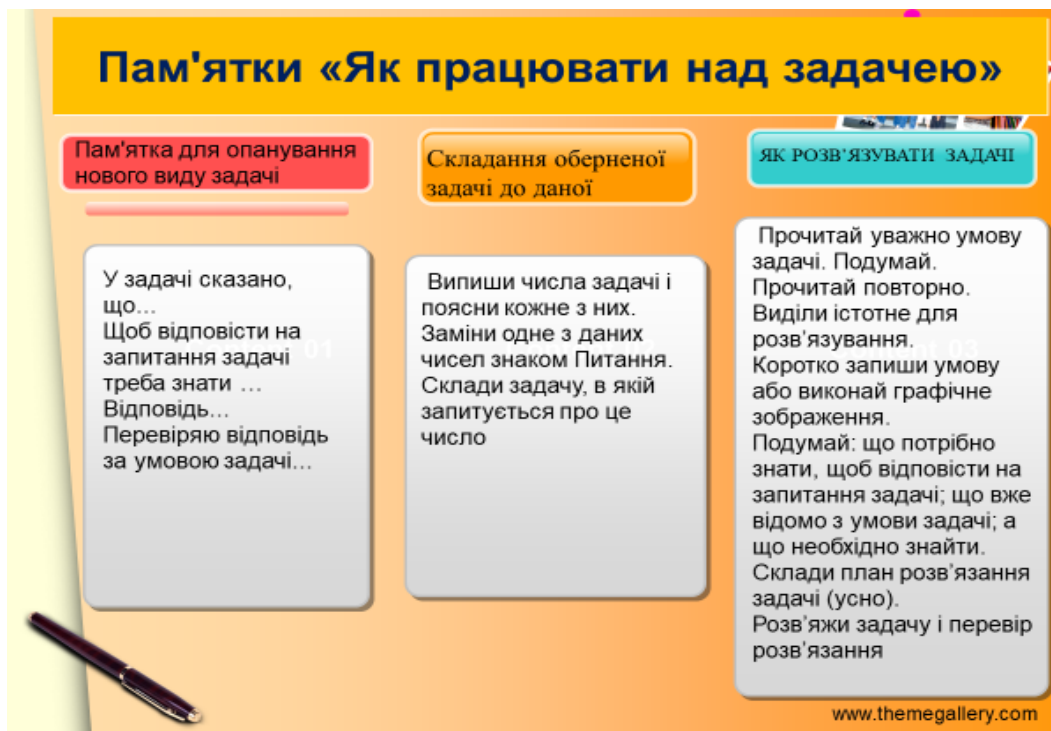 Пам'ятки «Як працювати над задачею»
Пам'ятка для опанування
нового виду задачі
У задачі сказано,
що…
Щоб відповісти на
запитання задачі
треба знати …
Відповідь…
Перевіряю відповідь
за умовою задачі…
Складання оберненої
задачі до даної
Випиши числа задачі і
поясни кожне з них.
Заміни одне з даних
чисел знаком Питання.
Склади задачу, в якій
запитується про це
число
ЯК РОЗВ'ЯЗУВАТИ ЗАДАЧІ
Прочитай уважно умову
задачі. Подумай.
Прочитай повторно.
Виділи істотне для
розв'язування.
Коротко запиши умову
або виконай графічне
зображення.
Подумай: що потрібно
знати, щоб відповісти на
запитання задачі; що вже
відомо з умови задачі; а
що необхідно знайти.
Склади план розв'язання
задачі (усно).
Розв'яжи задачу і перевір
розв'язання
www.themegallery.com